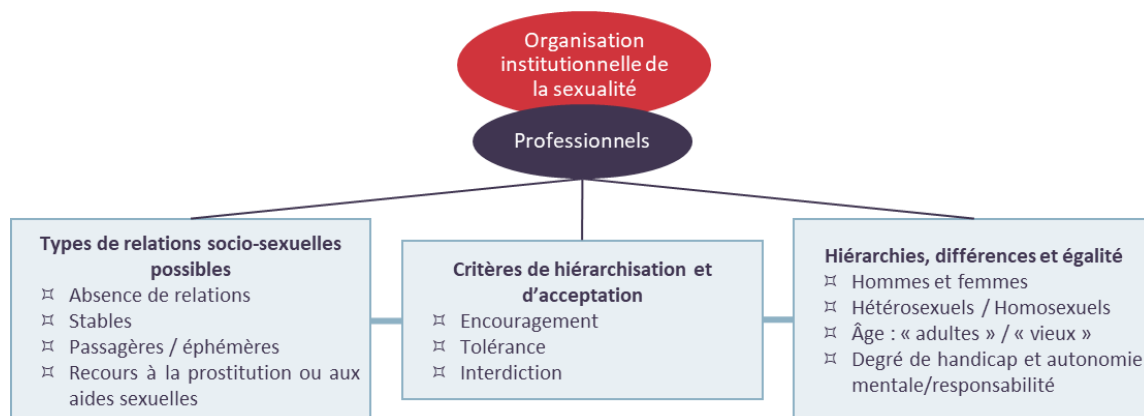 Organisation
institutionnelle de
la sexualité
Professionnels
Types de relations socio-sexuelles
possibles
¤ Absence de relations
¤ Stables
¤ Passagères / éphémères
¤ Recours à la prostitution ou aux
aides sexuelles
Critères de hiérarchisation et
d’acceptation
¤ Encouragement
¤ Tolérance
¤ Interdiction
Hiérarchies, différences et égalité
¤ Hommes et femmes
¤ Hétérosexuels / Homosexuels
¤ Âge : « adultes » / « vieux »
¤ Degré de handicap et autonomie
mentale/responsabilité